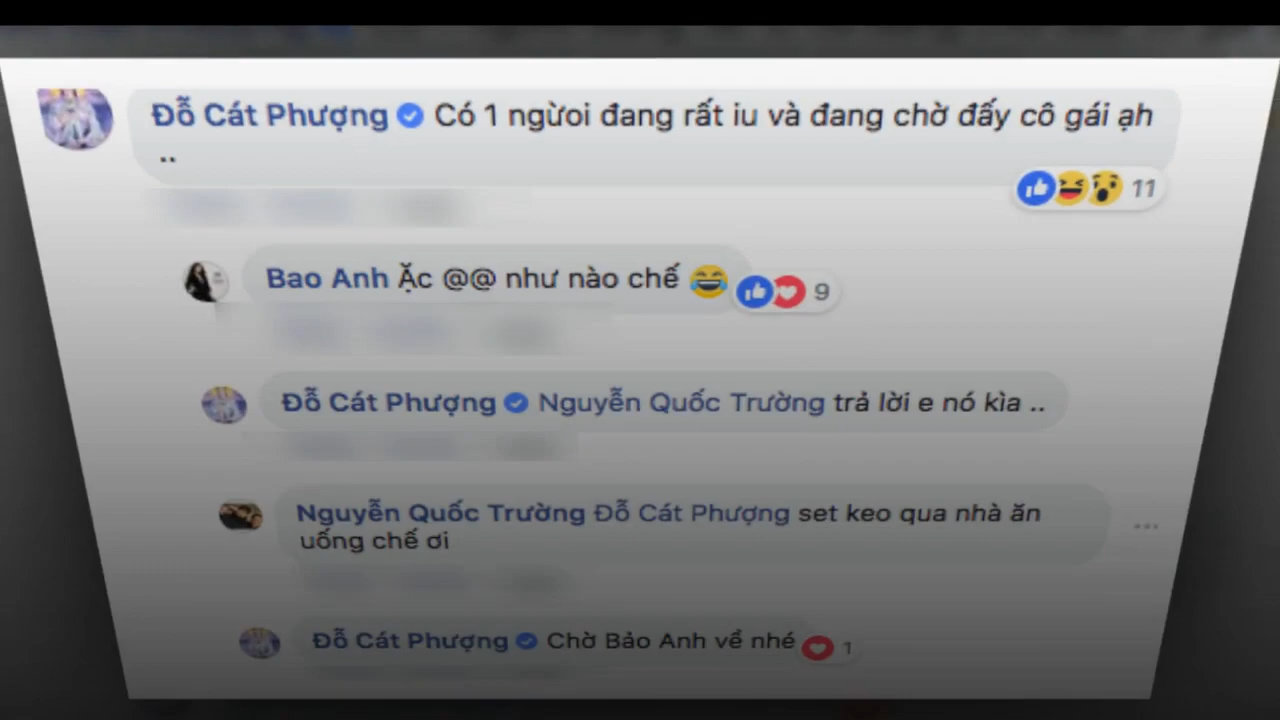 Đỗ Cát Phượng Có 1 ngừoi đang rất iu và đang chờ đấy cô gái ạh
..
11
Bao Anh Ặc @@ như nào chế
9
Đỗ Cát Phượng Nguyễn Quốc Trường trả lời e nó kìa ..
Nguyễn Quốc Trường Đỗ Cát Phượng set keo qua nhà ăn
uống chế ơi
Đỗ Cát Phượng Chờ Bảo Anh về nhé
1